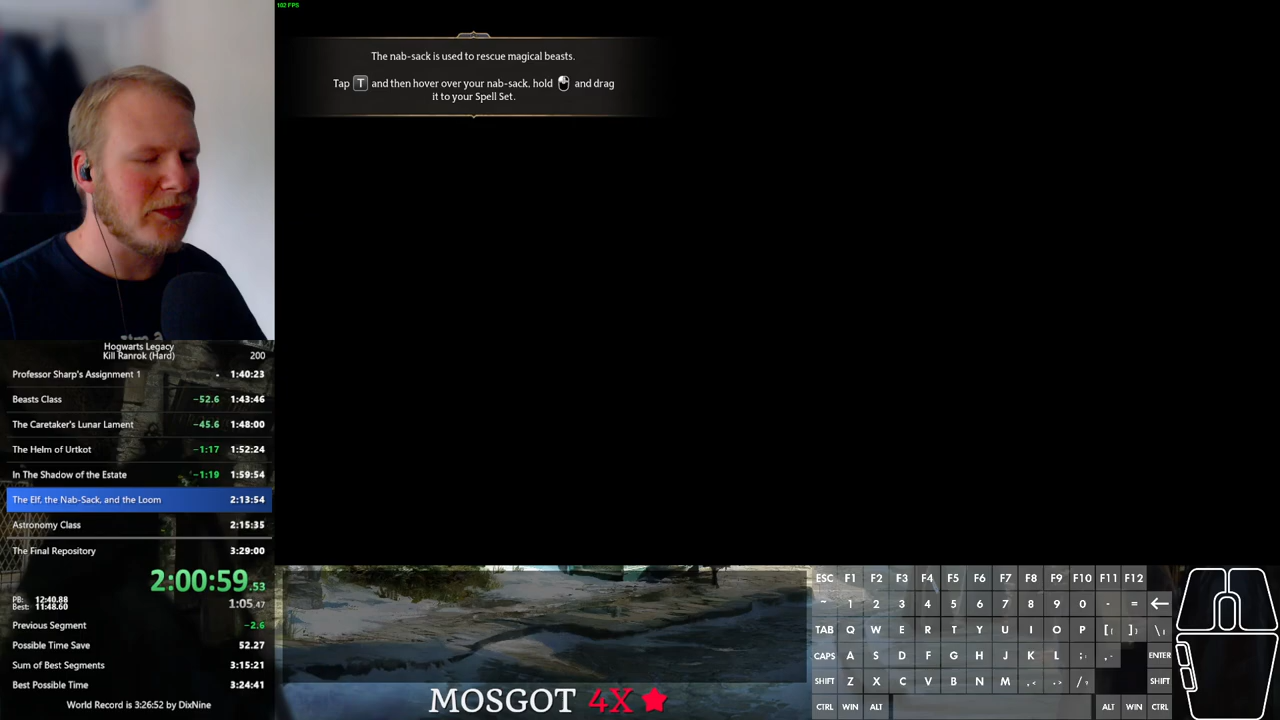 102 FPS
The nab-sack is used to rescue magical beasts.
Tap T and then hover over your nab-sack, hold and drag
it to your Spell Set.
Hogwarts Legacy
Kill Ranrok (Hard) 200
Professor Sharp's Assignment 1 - 1:40:23
Beasts Class −52.6 1:43:46
The Caretaker's Lunar Lament −45.6 1:48:00
The Helm of Urtkot −1:17 1:52:24
In The Shadow of the Estate −1:19 1:59:54
The Elf, the Nab-Sack, and the Loom 2:13:54
Astronomy Class 2:15:35
The Final Repository 3:29:00
2:00:59.53
PB: 12:40.88
Best: 11:48.60
1:05.47
Previous Segment −2.6
Possible Time Save 52.27
Sum of Best Segments 3:15:21
Best Possible Time 3:24:41
World Record is 3:26:52 by DixNine
MOSGOT 4X
ESC F1 F2 F3 F4 F5 F6 F7 F8 F9 F10 F11 F12
~ 1 2 3 4 5 6 7 8 9 0 - =
TAB Q W E R T Y U I O P [{ ]} \|
CAPS A S D F G H J K L ;: ENTER
SHIFT Z X C V B N M ,< .> /? SHIFT
CTRL WIN ALT ALT WIN CTRL